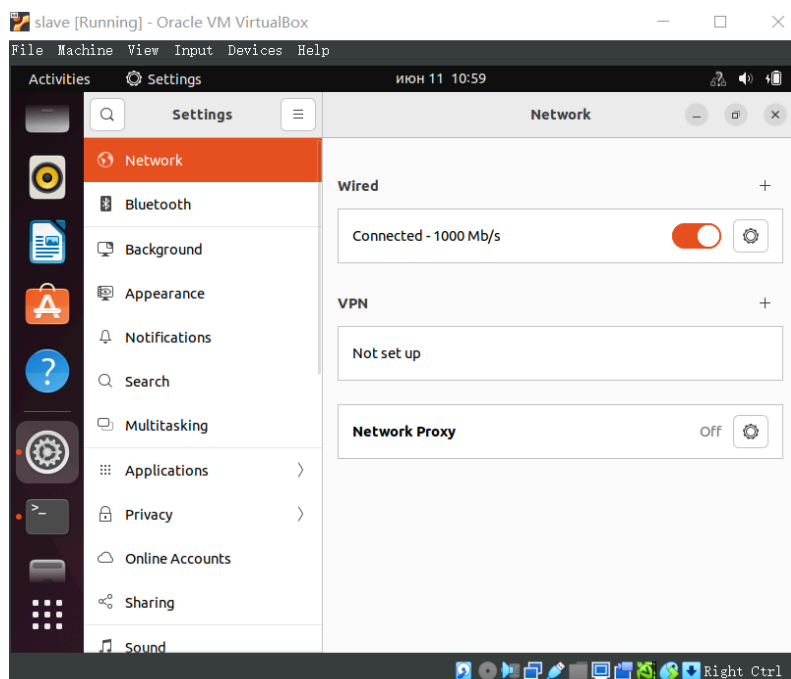 slave [Running] - Oracle VM VirtualBox
File Machine View Input Devices Help
Activities Settings июн 11 10:59
Settings
Network
Network
Bluetooth
Background
Appearance
Notifications
Search
Multitasking
Applications
Privacy
Online Accounts
Sharing
Sound
Wired
Connected - 1000 Mb/s
VPN
Not set up
Network Proxy Off
Right Ctrl